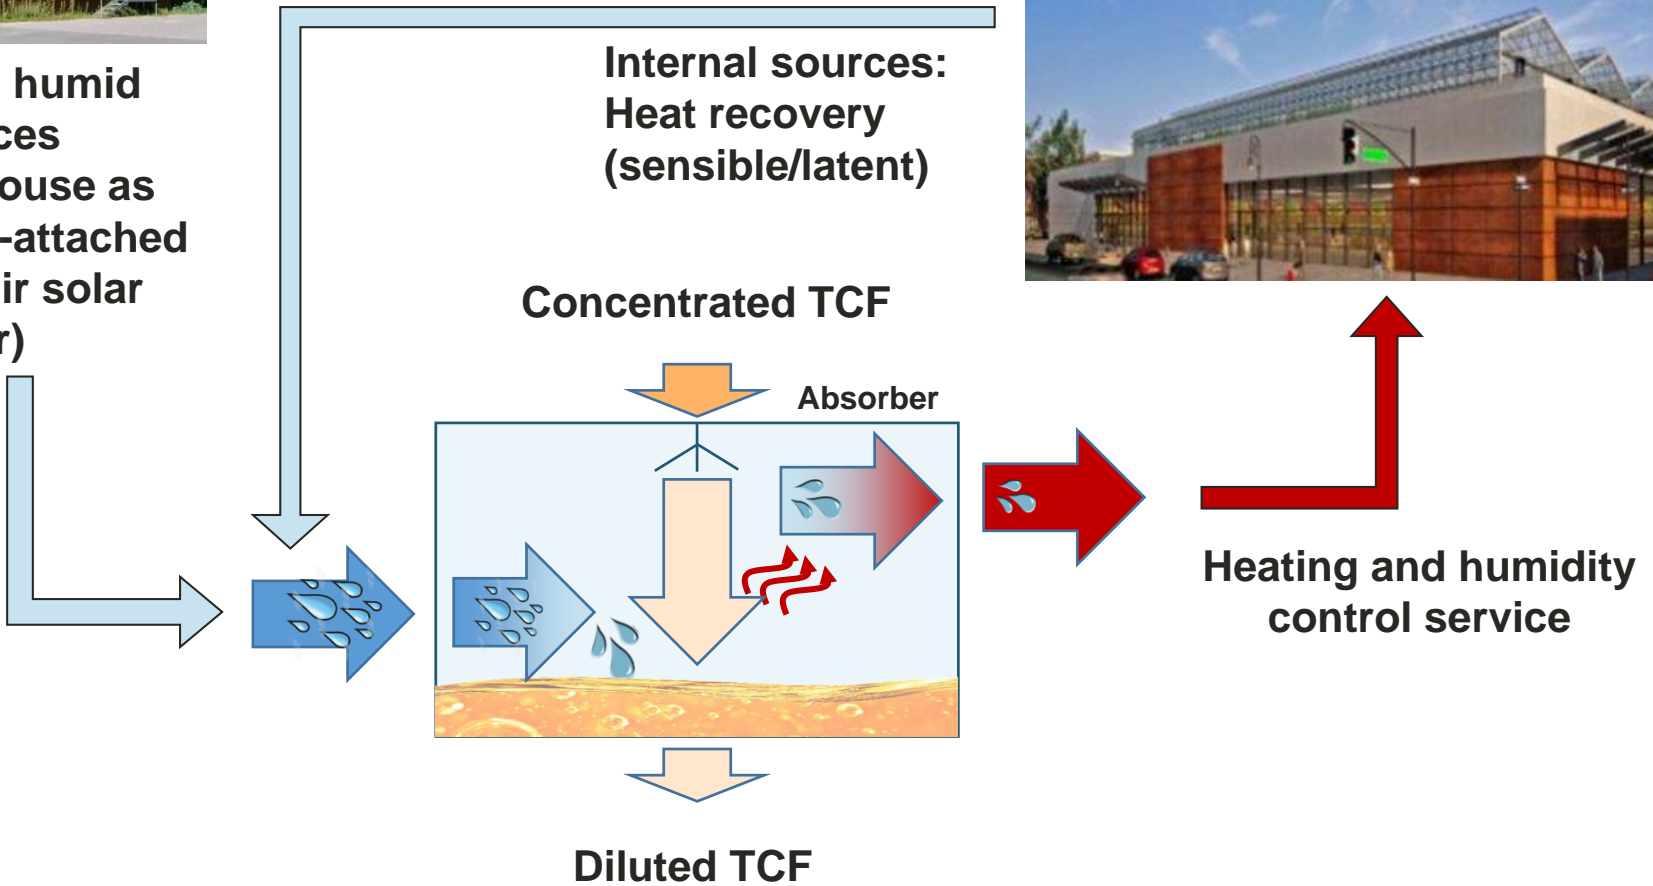 humid
ces
ouse as
-attached
ir solar
r)
Internal sources:
Heat recovery
(sensible/latent)
Concentrated TCF
Absorber
Heating and humidity
control service
Diluted TCF